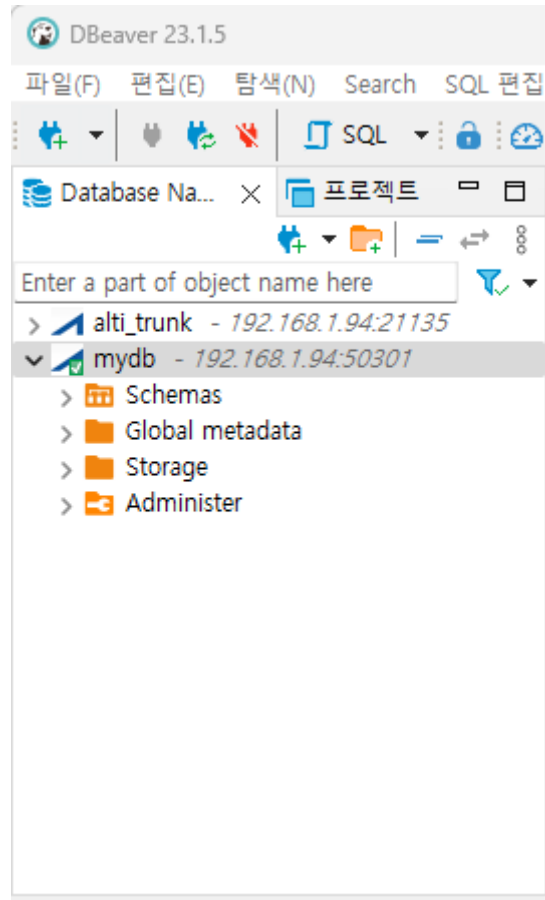 DBeaver 23.1.5
파일(F) 편집(E) 탐색(N) Search SQL 편집
SQL
Database Na... 프로젝트
Enter a part of object name here
alti_trunk - 192.168.1.94:21135
mydb - 192.168.1.94:50301
Schemas
Global metadata
Storage
Administer